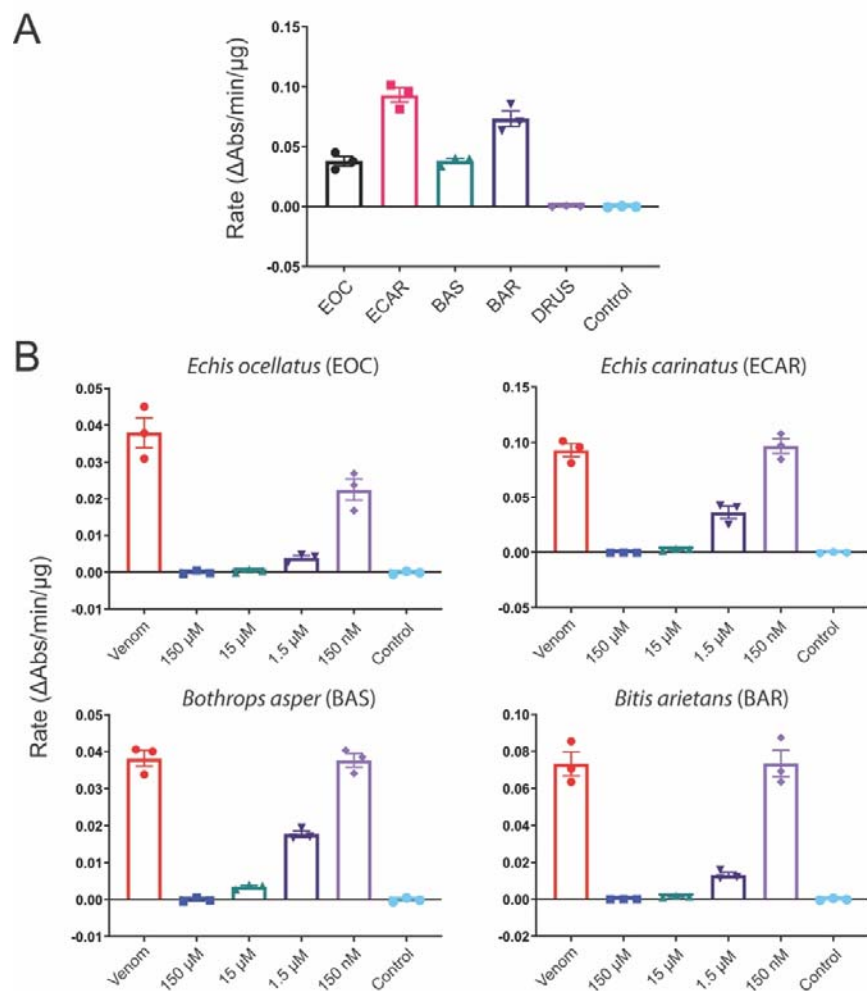 A
Rate (ΔAbs/min/µg)
0.15
0.10
0.05
0.00
-0.05
EOC
ECAR
BAS
BAR
DRUS
Control
B
Rate (ΔAbs/min/µg)
Echis ocellatus (EOC)
0.05
0.04
0.03
0.02
0.01
0.00
-0.01
Venom
150 µM
15 µM
1.5 µM
150 nM
Control
Echis carinatus (ECAR)
0.15
0.10
0.05
0.00
-0.05
Venom
150 µM
15 µM
1.5 µM
150 nM
Control
Bothrops asper (BAS)
0.05
0.04
0.03
0.02
0.01
0.00
-0.01
Venom
150 µM
15 µM
1.5 µM
150 nM
Control
Bitis arietans (BAR)
0.10
0.08
0.06
0.04
0.02
0.00
-0.02
Venom
150 µM
15 µM
1.5 µM
150 nM
Control